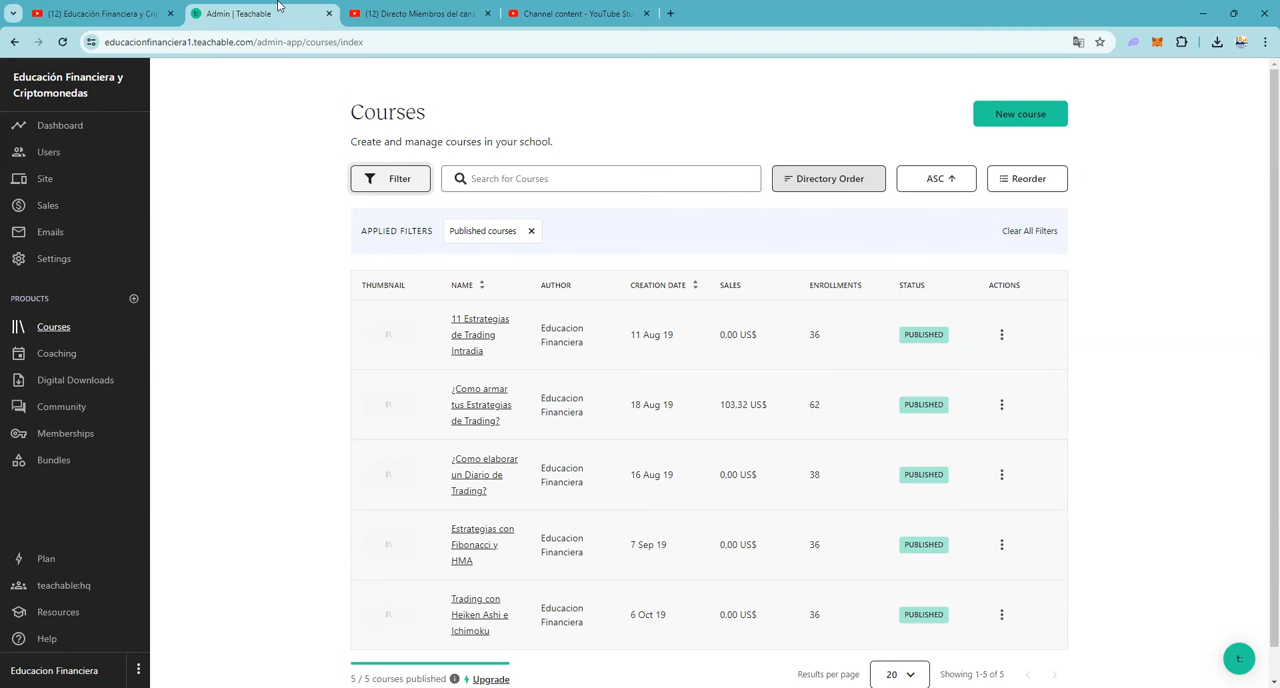 (12) Educación Financiera y Crip
Admin | Teachable
(12) Directo Miembros del cana
Channel content - YouTube Stu
educacionfinanciera1.teachable.com/admin-app/courses/index
Educación Financiera y
Criptomonedas
Dashboard
Users
Site
Sales
Emails
Settings
PRODUCTS
Courses
Coaching
Digital Downloads
Community
Memberships
Bundles
Plan
teachable:hq
Resources
Help
Educacion Financiera
Courses
New course
Create and manage courses in your school.
Filter
Search for Courses
Directory Order
ASC
Reorder
APPLIED FILTERS
Published courses
Clear All Filters
THUMBNAIL NAME AUTHOR CREATION DATE SALES ENROLLMENTS STATUS ACTIONS
11 Estrategias
de Trading
Intradia
Educacion
Financiera
11 Aug 19
0,00 US$
36
PUBLISHED
¿Como armar
tus Estrategias
de Trading?
Educacion
Financiera
18 Aug 19
103,32 US$
62
PUBLISHED
¿Como elaborar
un Diario de
Trading?
Educacion
Financiera
16 Aug 19
0,00 US$
38
PUBLISHED
Estrategias con
Fibonacci y
HMA
Educacion
Financiera
7 Sep 19
0,00 US$
36
PUBLISHED
Trading con
Heiken Ashi e
Ichimoku
Educacion
Financiera
6 Oct 19
0,00 US$
36
PUBLISHED
5 / 5 courses published
Upgrade
Results per page
20
Showing 1-5 of 5
t: